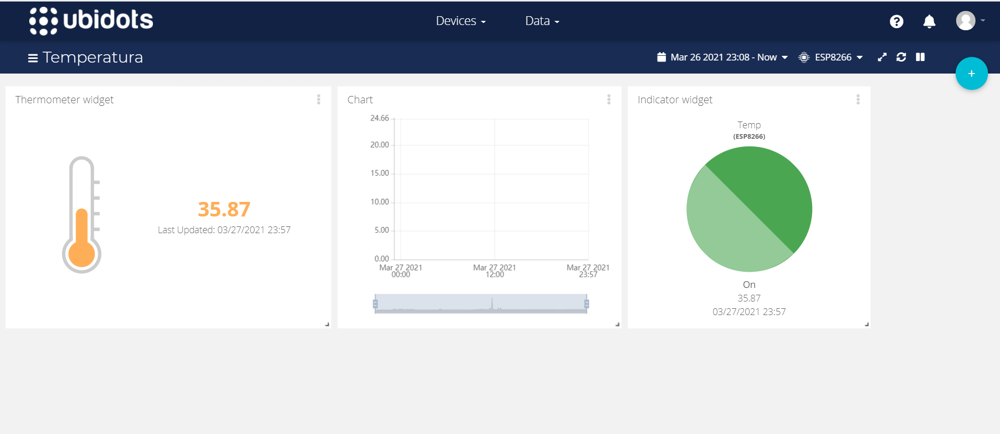 ubidots
Devices
Data
Temperatura
Mar 26 2021 23:08 - Now
ESP8266
+
Thermometer widget
35.87
Last Updated: 03/27/2021 23:57
Chart
24.66
20.00
15.00
10.00
5.00
0.00
Mar 27 2021
00:00
Mar 27 2021
12:00
Mar 27 2021
23:57
Indicator widget
Temp
(ESP8266)
On
35.87
03/27/2021 23:57